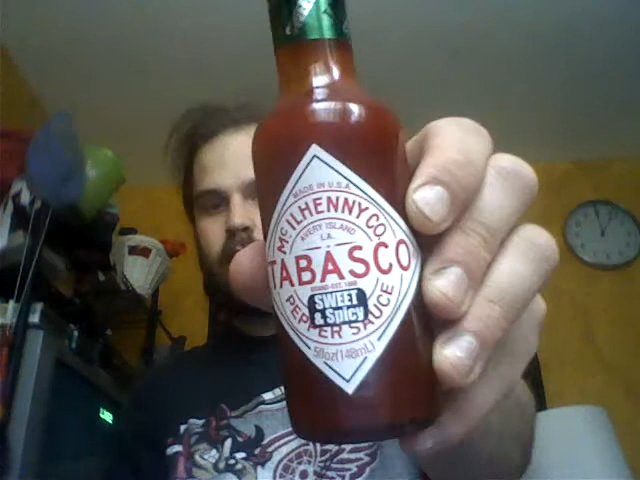 MADE IN U.S.A.
McILHENNY CO.
AVERY ISLAND
LA.
TABASCO
BRAND-EST. 1868
SWEET
& Spicy
PEPPER SAUCE
5fl oz (148mL)